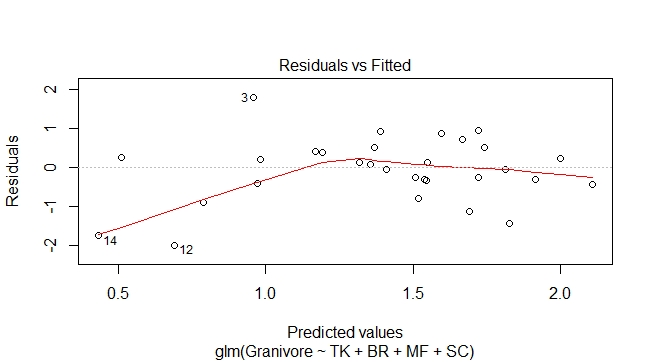 Residuals vs Fitted
Residuals
2
1
0
-1
-2
3
14
12
0.5 1.0 1.5 2.0
Predicted values
glm(Granivore ~ TK + BR + MF + SC)